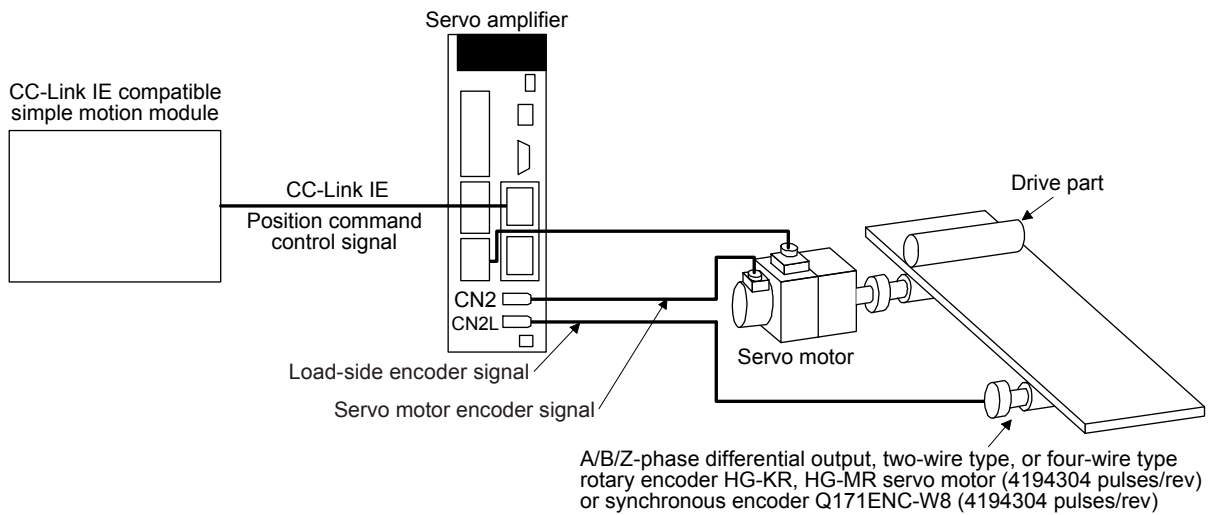 Servo amplifier
CC-Link IE compatible
simple motion module
CC-Link IE
Position command
control signal
Drive part
CN2
CN2L
Servo motor
Load-side encoder signal
Servo motor encoder signal
A/B/Z-phase differential output, two-wire type, or four-wire type
rotary encoder HG-KR, HG-MR servo motor (4194304 pulses/rev)
or synchronous encoder Q171ENC-W8 (4194304 pulses/rev)